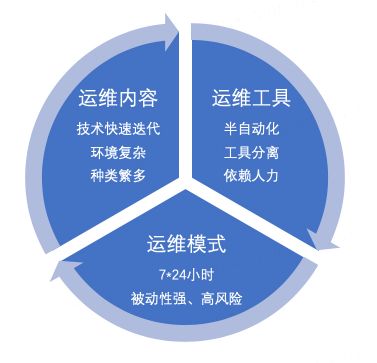 运维内容
技术快速迭代
环境复杂
种类繁多
运维工具
半自动化
工具分离
依赖人力
运维模式
7*24小时
被动性强、高风险